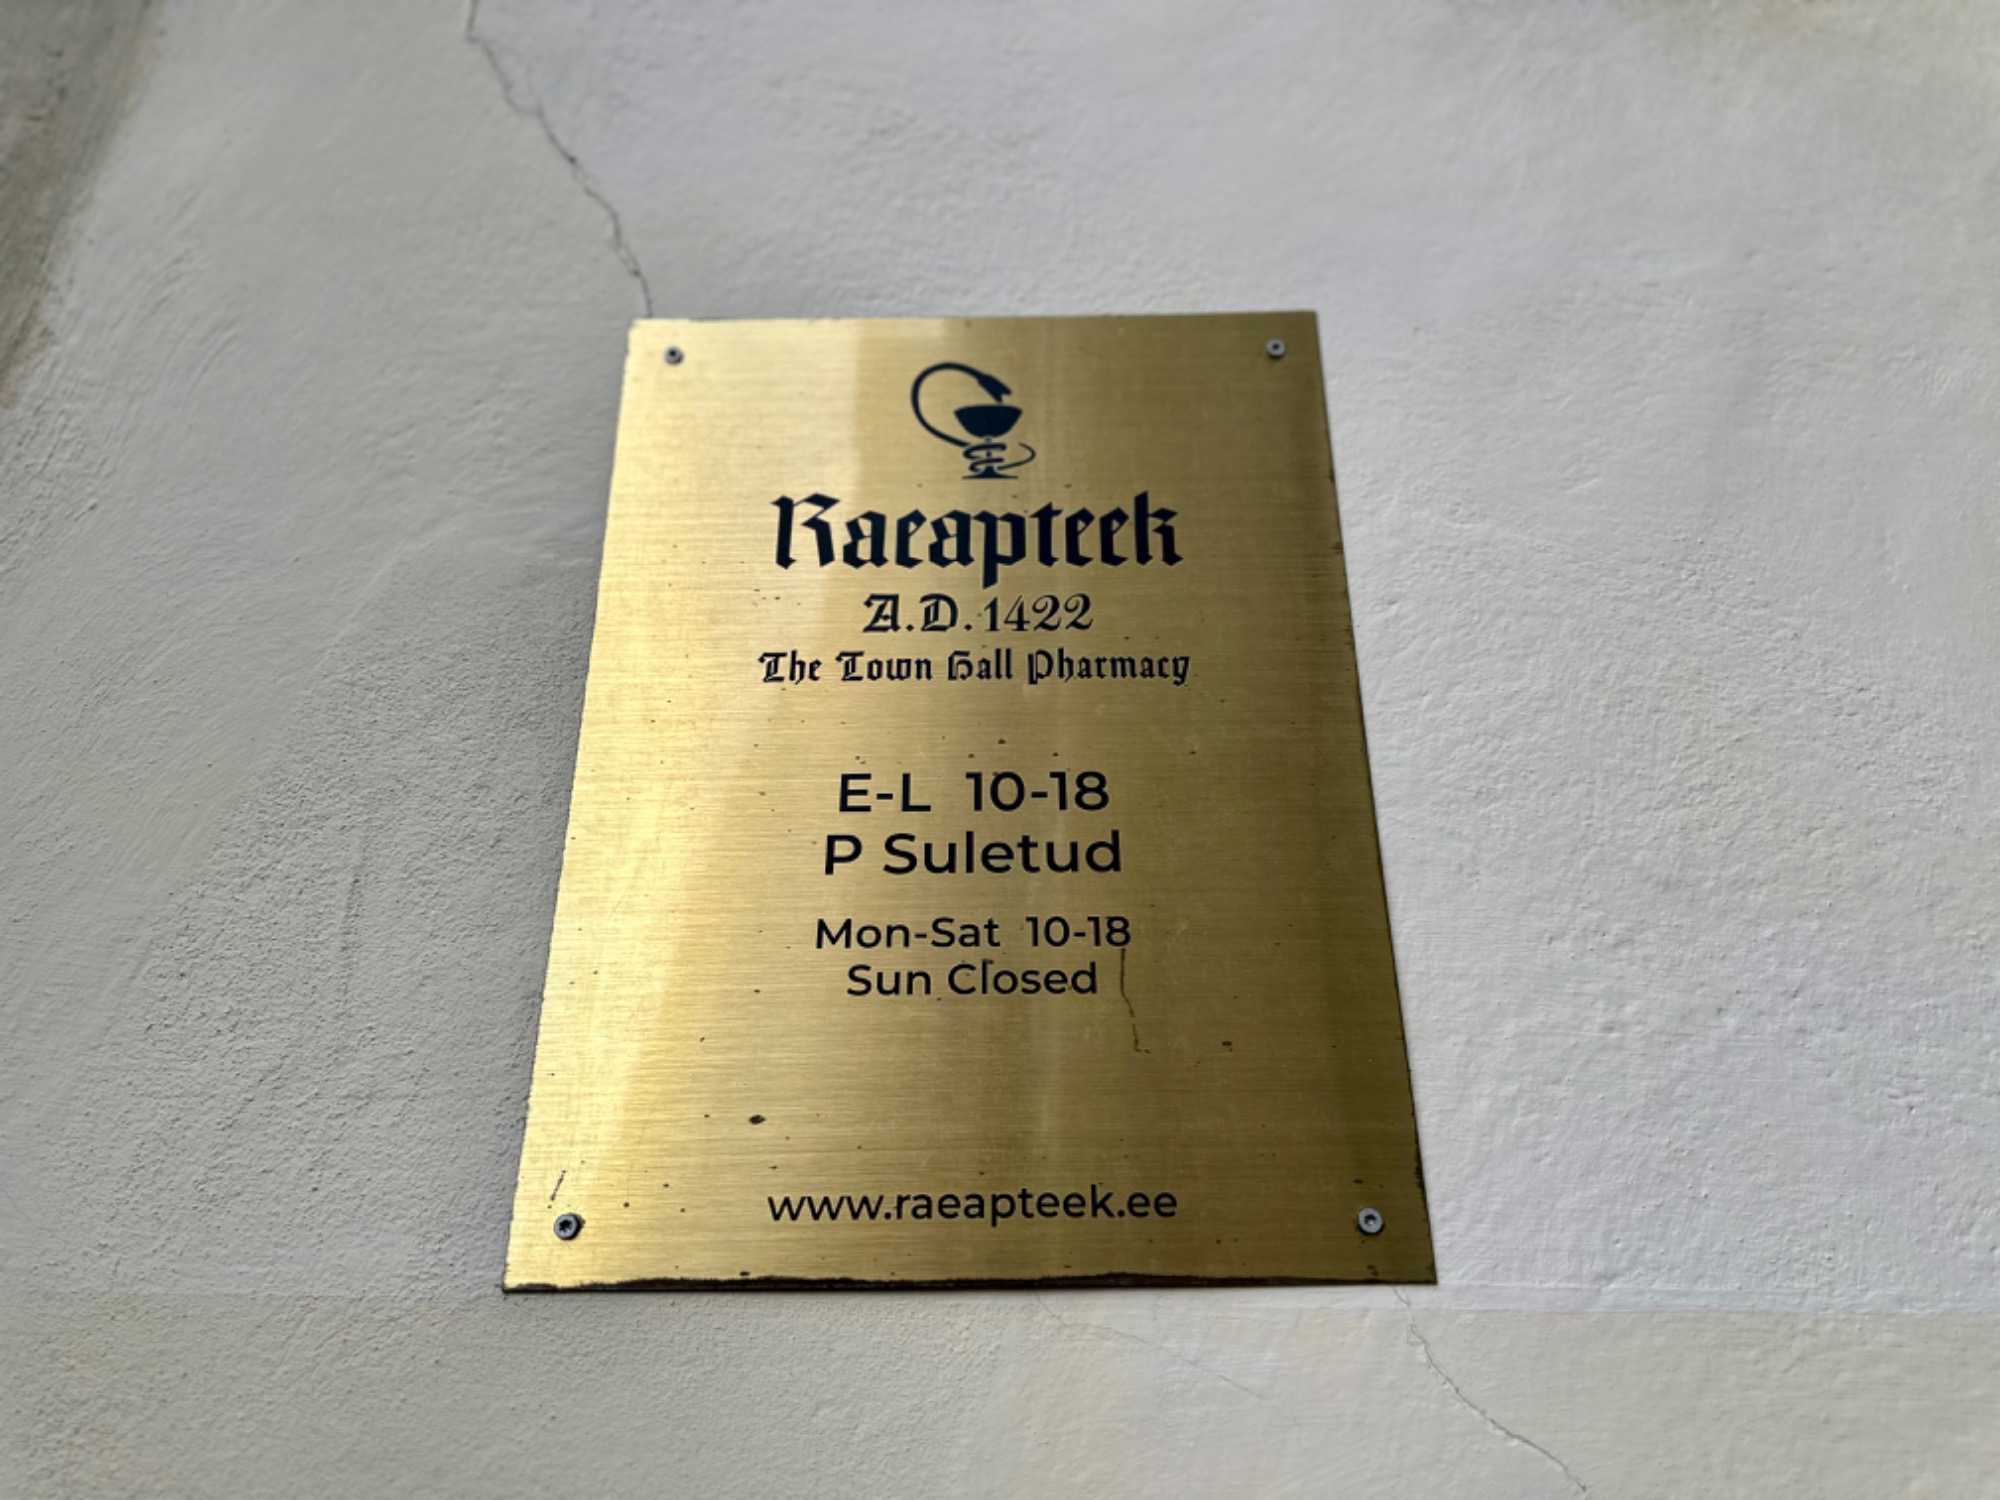 Raeapteek
A.D. 1422
The Town Hall Pharmacy
E-L 10-18
P Suletud
Mon-Sat 10-18
Sun Closed
www.raeapteek.ee